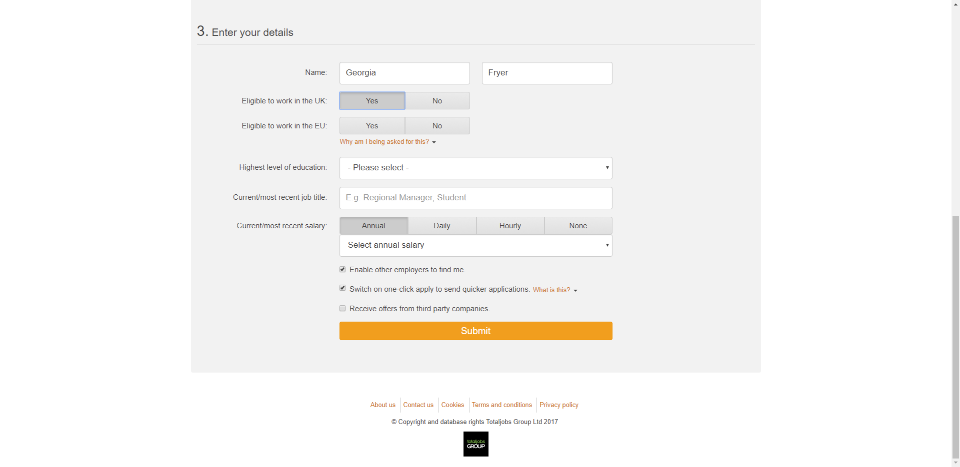 3. Enter your details
Name: Georgia Fryer
Eligible to work in the UK: Yes No
Eligible to work in the EU: Yes No
Why am I being asked for this?
Highest level of education: - Please select -
Current/most recent job title: E.g. Regional Manager, Student
Current/most recent salary: Annual Daily Hourly None
Select annual salary
Enable other employers to find me
Switch on one-click apply to send quicker applications. What is this?
Receive offers from third party companies
Submit
About us Contact us Cookies Terms and conditions Privacy policy
© Copyright and database rights Totaljobs Group Ltd 2017
totaljobs
GROUP